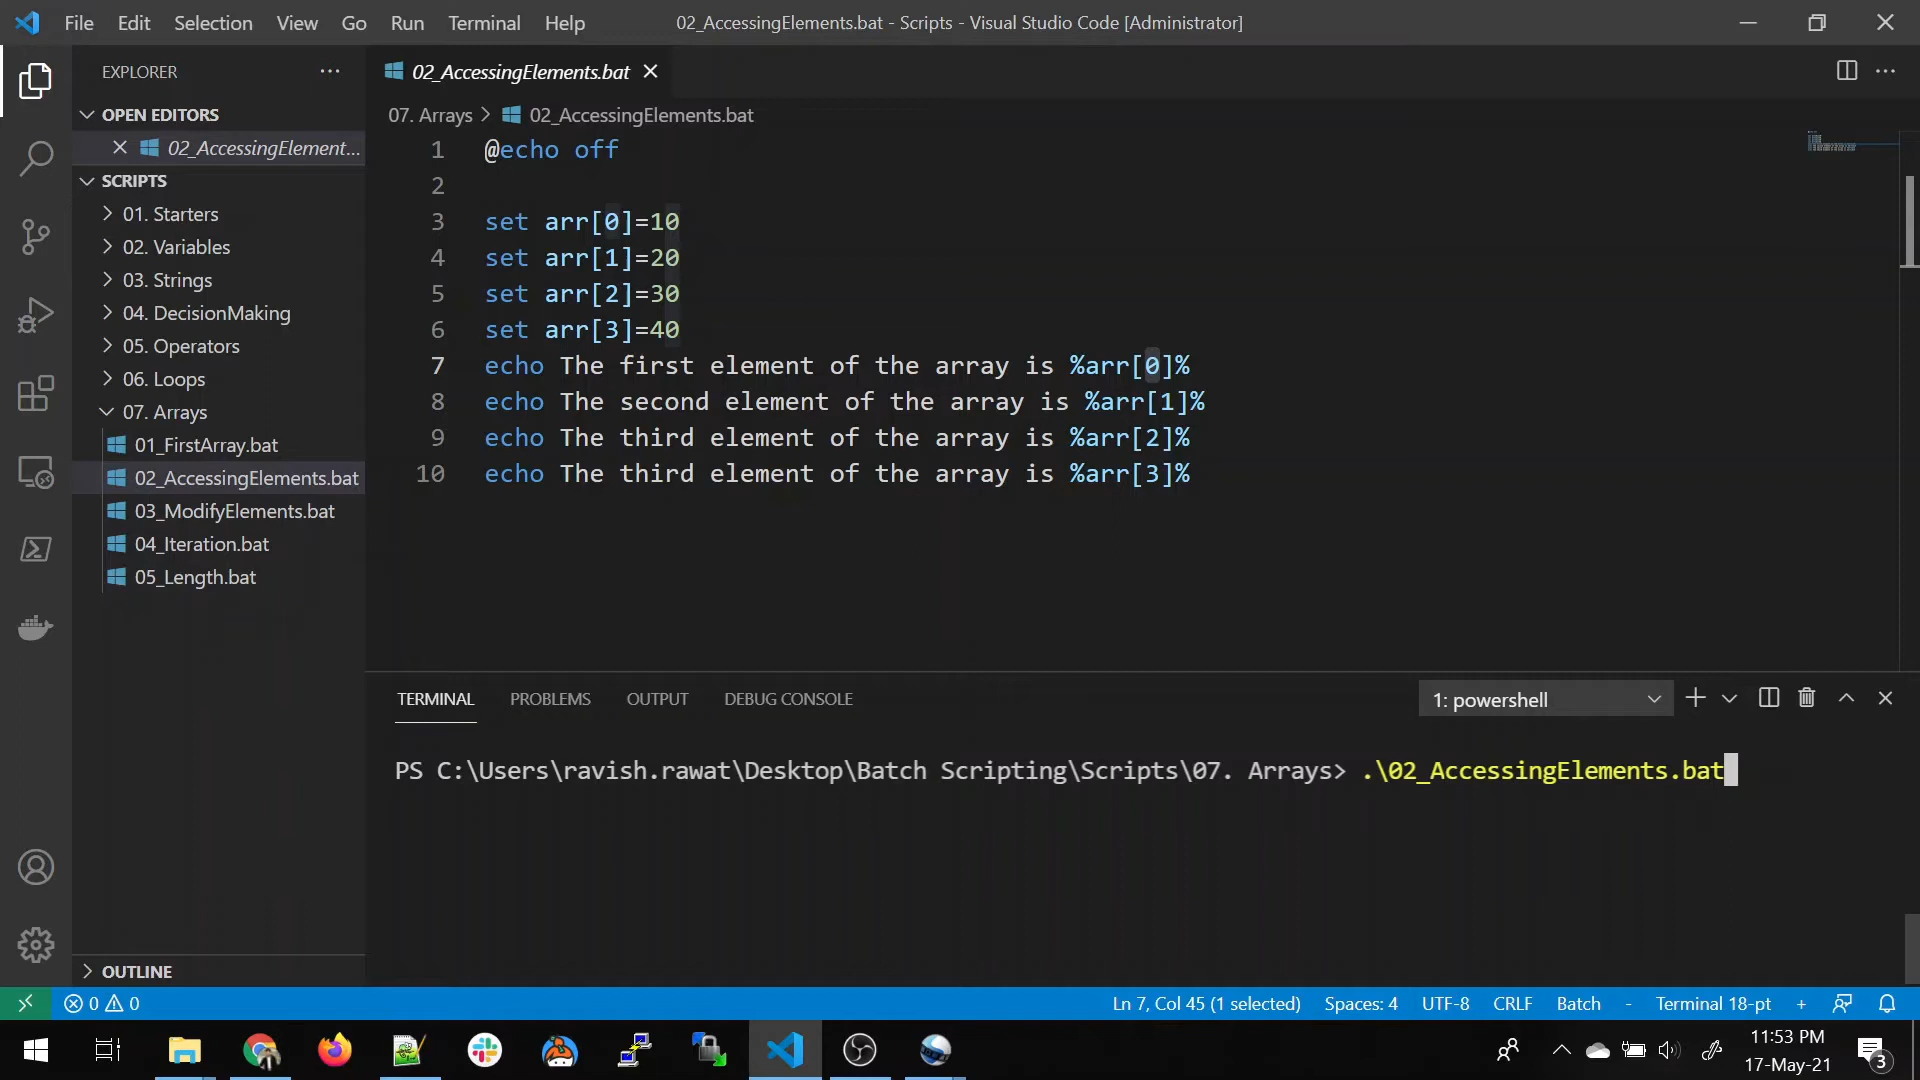 File Edit Selection View Go Run Terminal Help 02_AccessingElements.bat - Scripts - Visual Studio Code [Administrator]
EXPLORER
OPEN EDITORS
02_AccessingElement...
SCRIPTS
01. Starters
02. Variables
03. Strings
04. DecisionMaking
05. Operators
06. Loops
07. Arrays
01_FirstArray.bat
02_AccessingElements.bat
03_ModifyElements.bat
04_Iteration.bat
05_Length.bat
OUTLINE
02_AccessingElements.bat
07. Arrays > 02_AccessingElements.bat
1 @echo off
2
3 set arr[0]=10
4 set arr[1]=20
5 set arr[2]=30
6 set arr[3]=40
7 echo The first element of the array is %arr[0]%
8 echo The second element of the array is %arr[1]%
9 echo The third element of the array is %arr[2]%
10 echo The third element of the array is %arr[3]%
TERMINAL PROBLEMS OUTPUT DEBUG CONSOLE 1: powershell
PS C:\Users\ravish.rawat\Desktop\Batch Scripting\Scripts\07. Arrays> .\02_AccessingElements.bat
0 0 Ln 7, Col 45 (1 selected) Spaces: 4 UTF-8 CRLF Batch - Terminal 18-pt +
11:53 PM
17-May-21
3